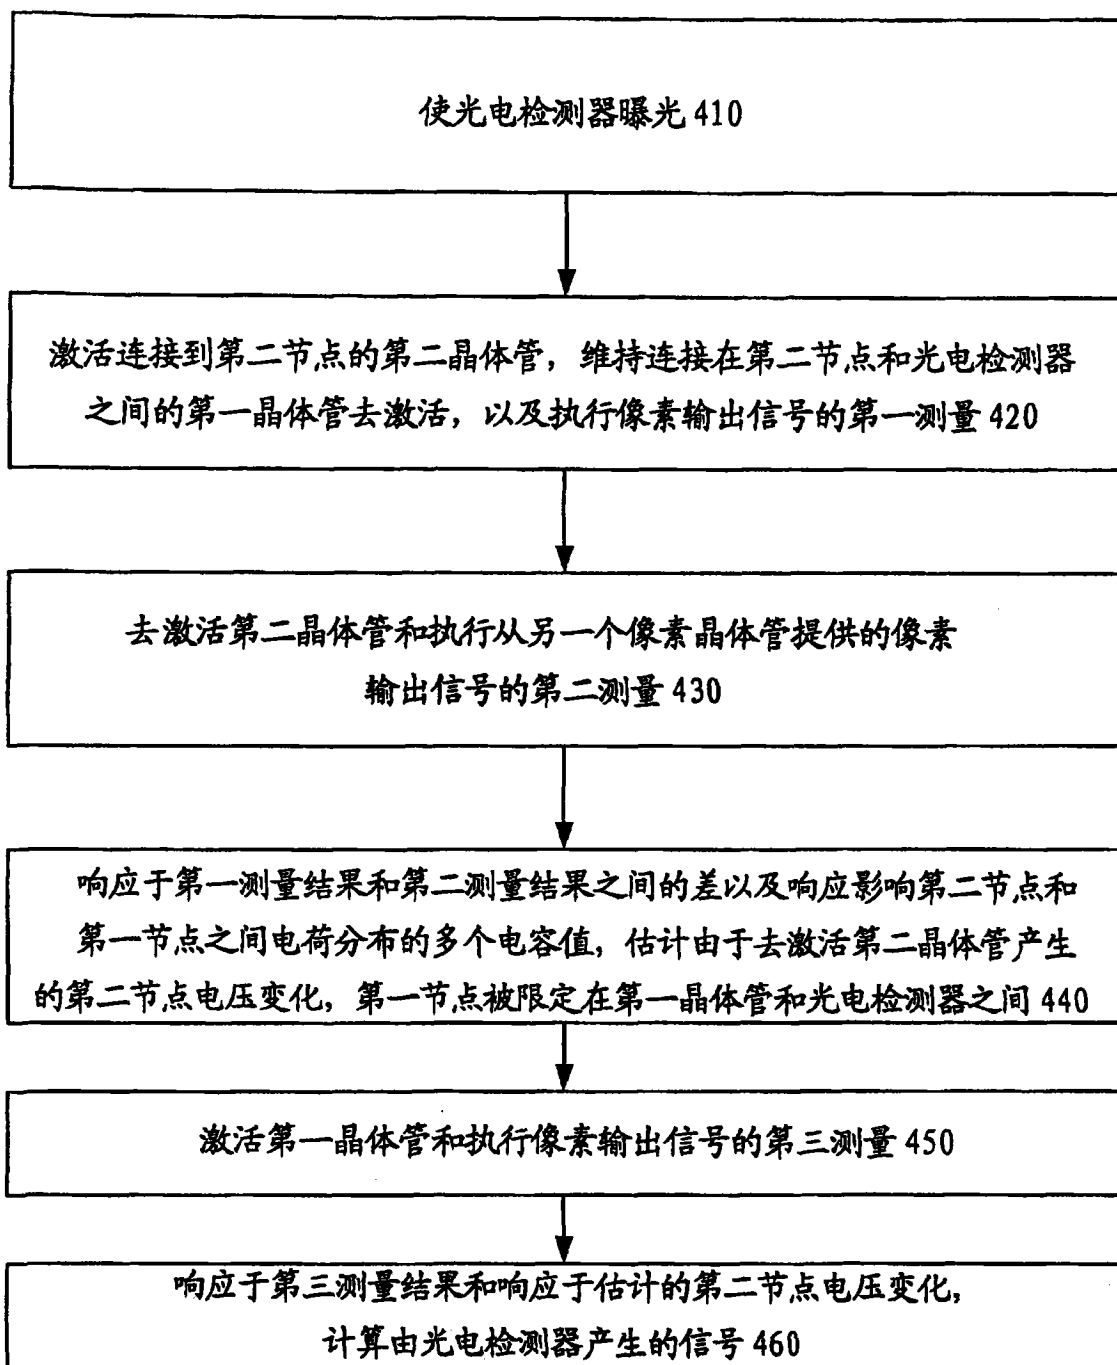 使光电检测器曝光 410
激活连接到第二节点的第二晶体管，维持连接在第二节点和光电检测器
之间的第一晶体管去激活，以及执行像素输出信号的第一测量 420
去激活第二晶体管和执行从另一个像素晶体管提供的像素
输出信号的第二测量 430
响应于第一测量结果和第二测量结果之间的差以及响应影响第二节点和
第一节点之间电荷分布的多个电容值，估计由于去激活第二晶体管产生
的第二节点电压变化，第一节点被限定在第一晶体管和光电检测器之间 440
激活第一晶体管和执行像素输出信号的第三测量 450
响应于第三测量结果和响应于估计的第二节点电压变化，
计算由光电检测器产生的信号 460